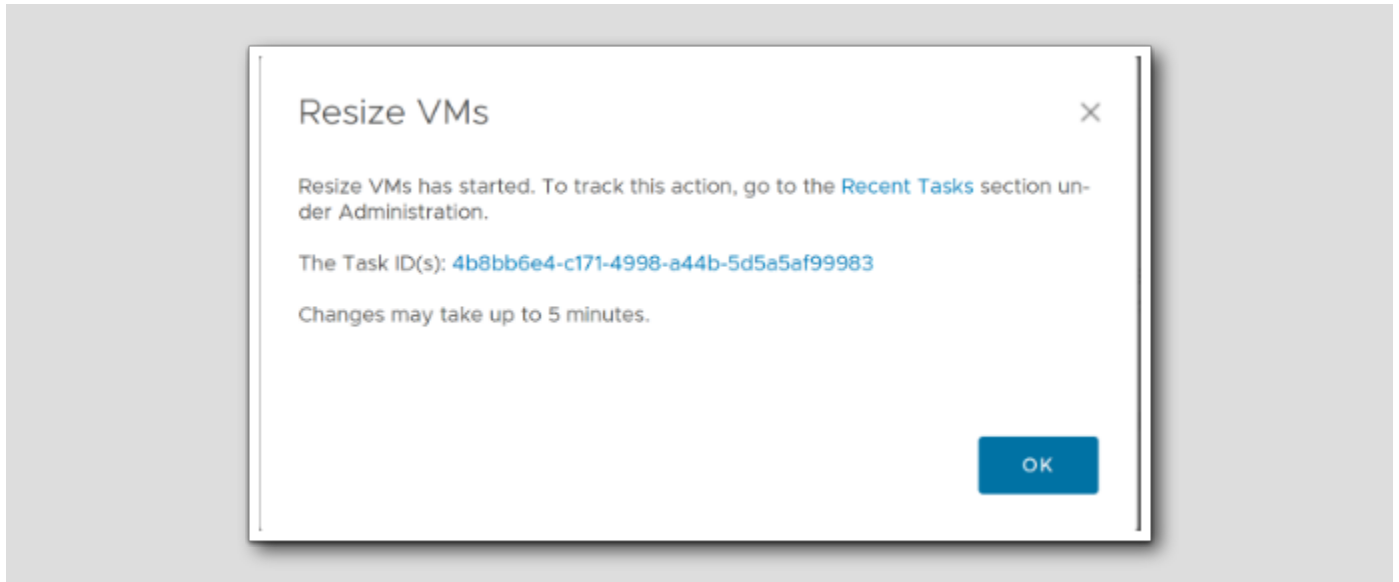 Resize VMs
Resize VMs has started. To track this action, go to the Recent Tasks section un-
der Administration.
The Task ID(s): 4b8bb6e4-c171-4998-a44b-5d5a5af99983
Changes may take up to 5 minutes.
OK